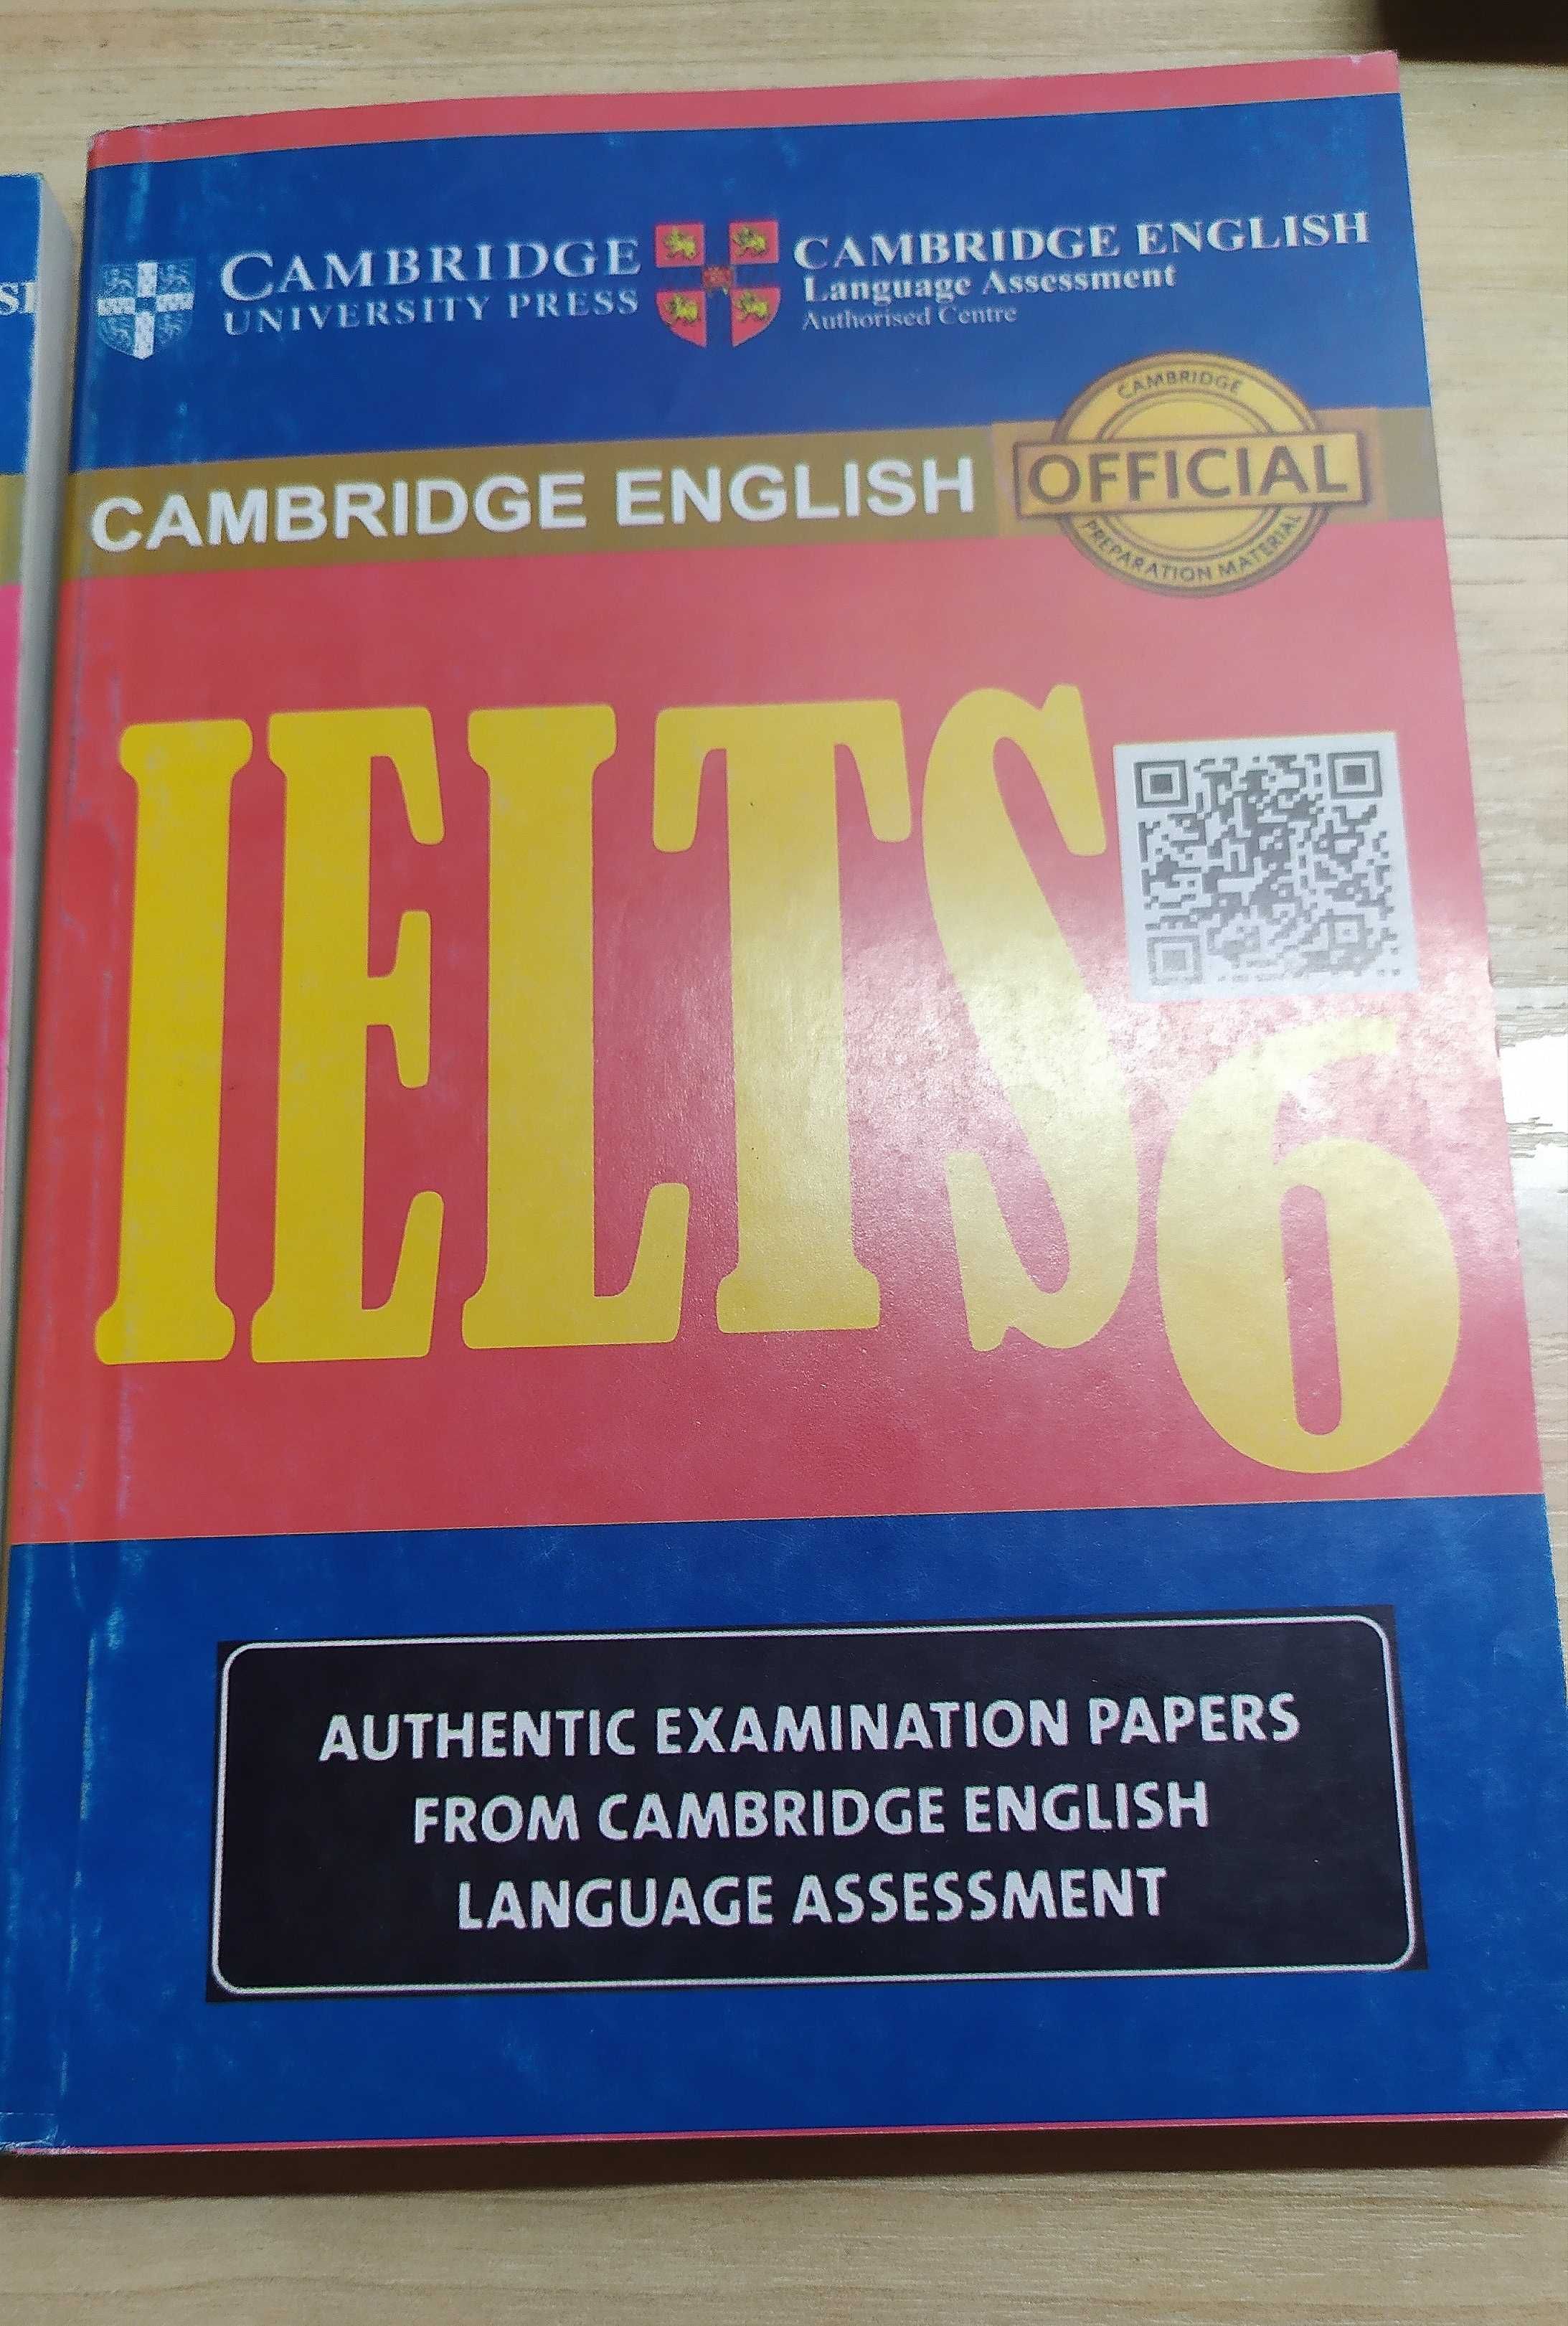 CAMBRIDGE
UNIVERSITY PRESS
CAMBRIDGE ENGLISH
Language Assessment
Authorised Centre
CAMBRIDGE ENGLISH
CAMBRIDGE
OFFICIAL
PREPARATION MATERIAL
IELTS
6
AUTHENTIC EXAMINATION PAPERS
FROM CAMBRIDGE ENGLISH
LANGUAGE ASSESSMENT